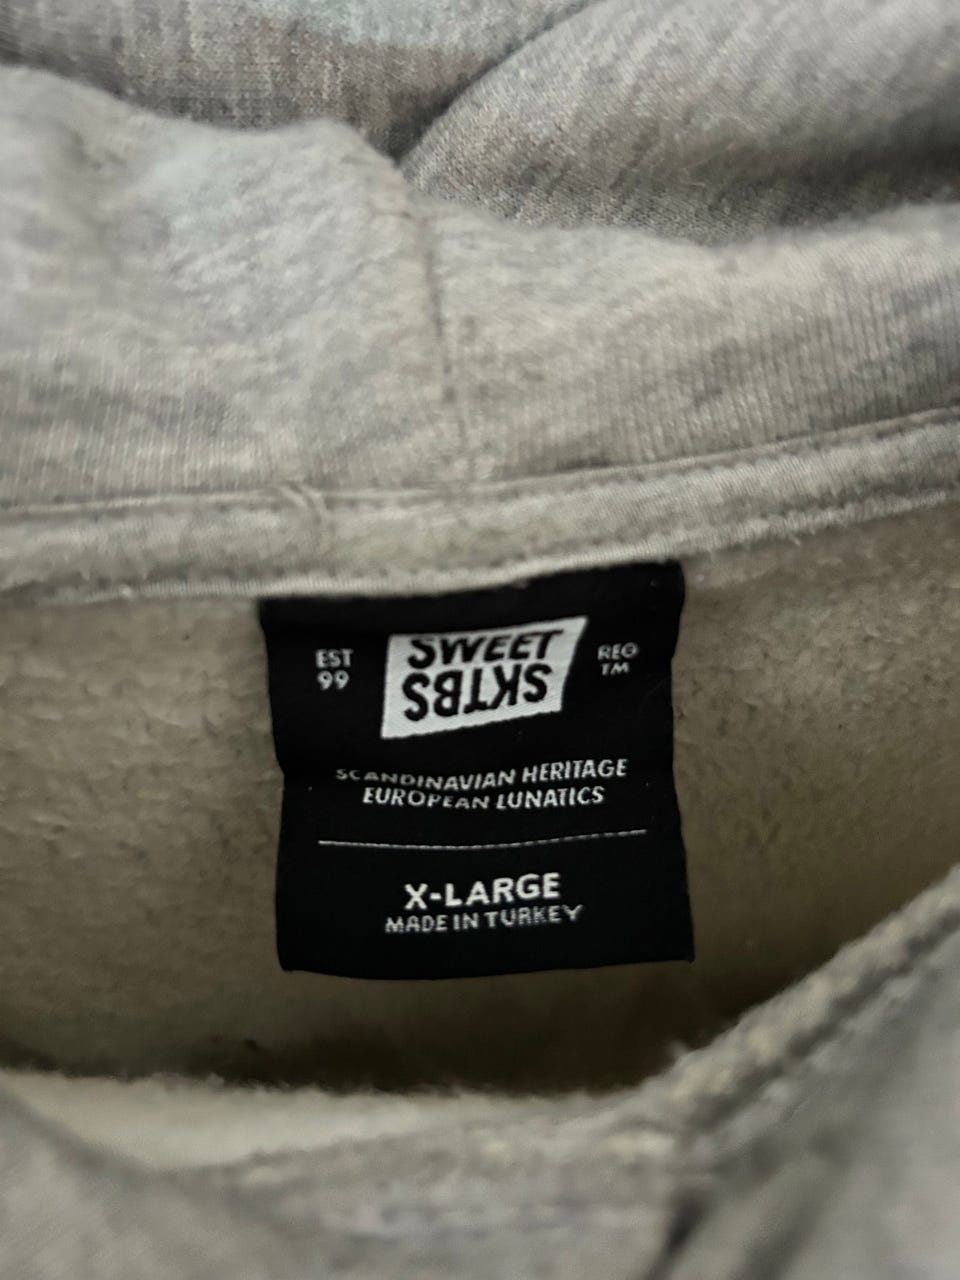 EST
99
SWEET
SKTBS
REG
TM
SCANDINAVIAN HERITAGE
EUROPEAN LUNATICS
X-LARGE
MADE IN TURKEY